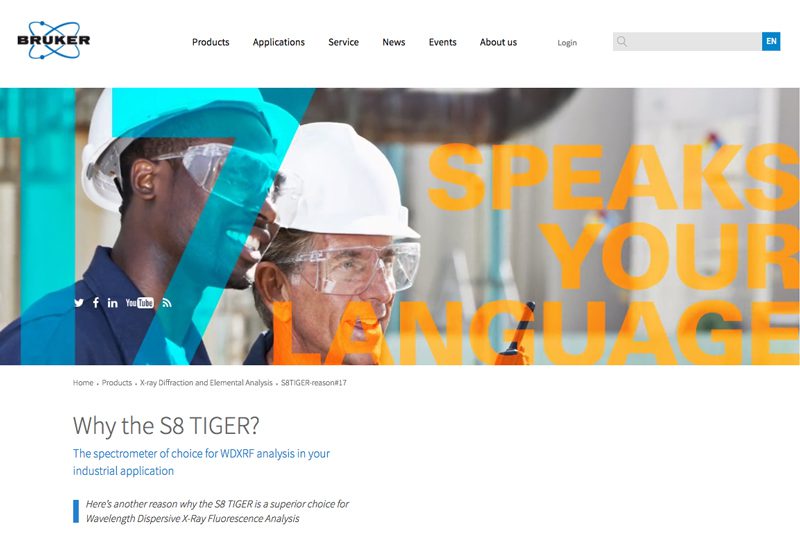 BRUKER
Products Applications Service News Events About us Login EN
17
SPEAKS
YOUR
LANGUAGE
YouTube
Home • Products • X-ray Diffraction and Elemental Analysis • S8TIGER-reason#17
Why the S8 TIGER?
The spectrometer of choice for WDXRF analysis in your
industrial application
Here's another reason why the S8 TIGER is a superior choice for
Wavelength Dispersive X-Ray Fluorescence Analysis